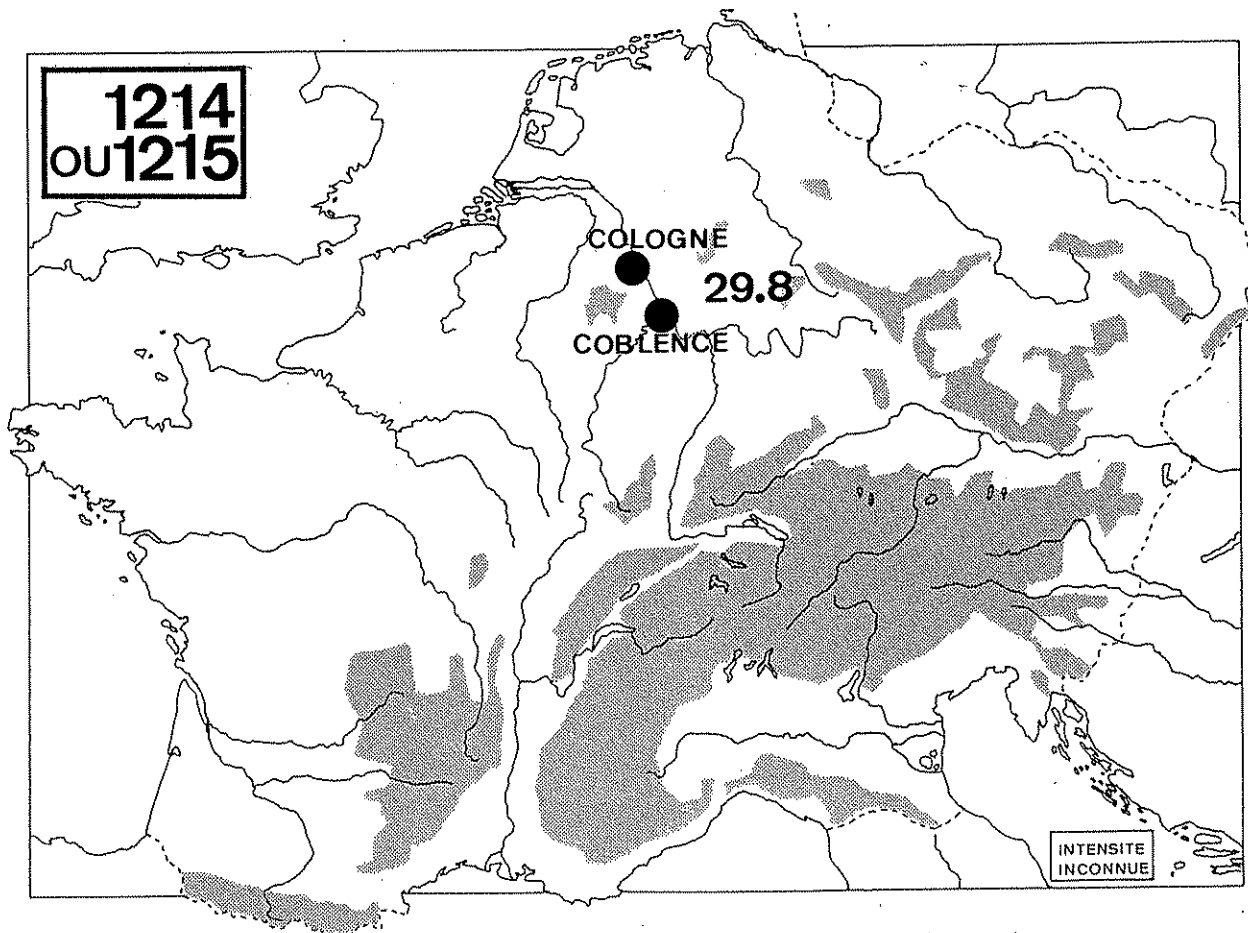 1214
OU1215
COLOGNE
29.8
COBLENCE
INTENSITE
INCONNUE